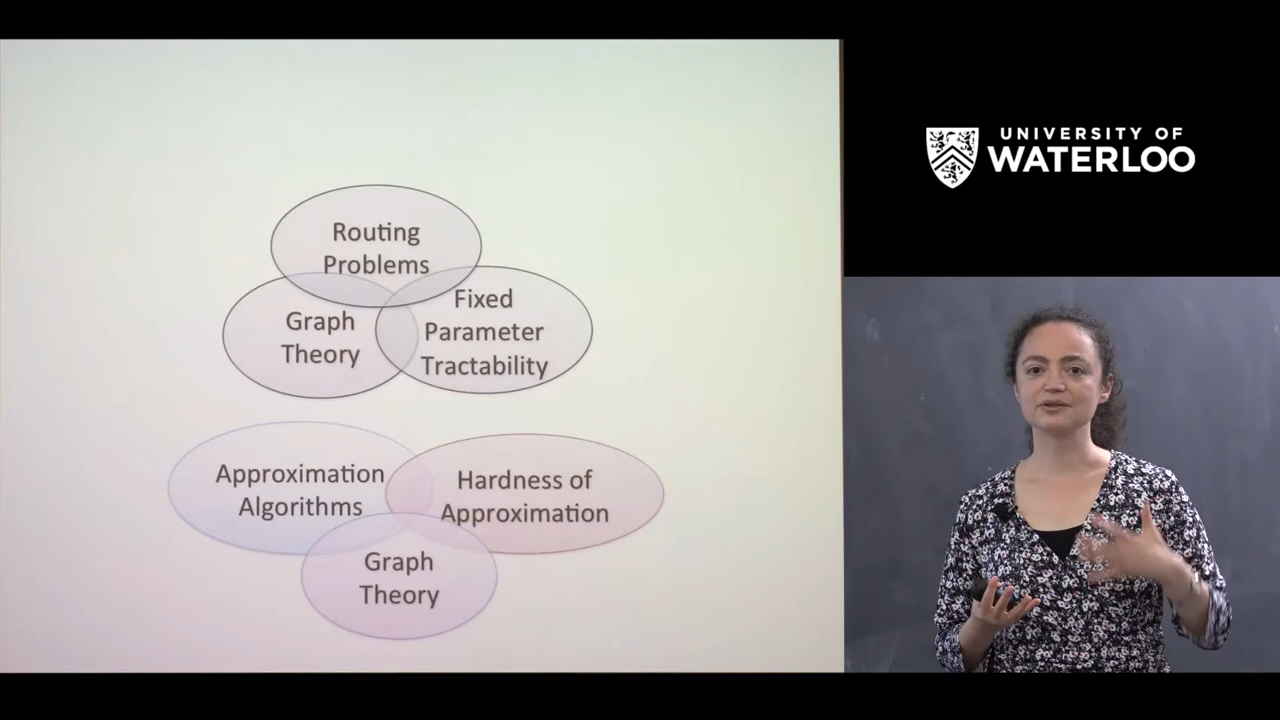 Routing
Problems
Graph
Theory
Fixed
Parameter
Tractability
Approximation
Algorithms
Hardness of
Approximation
Graph
Theory
UNIVERSITY OF
WATERLOO